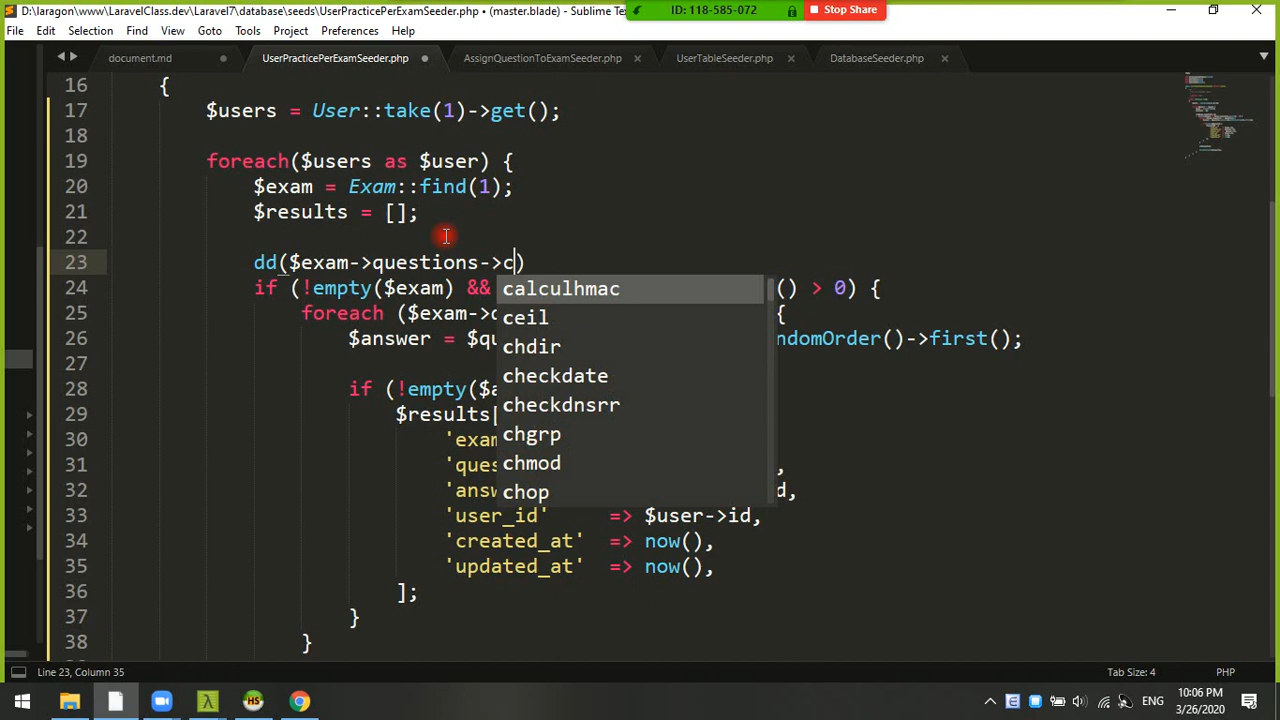 D:\laragon\www\LaravelClass.dev\Laravel7\database\seeds\UserPracticePerExamSeeder.php • (master.blade) - Sublime Text
ID: 118-585-072
Stop Share
File Edit Selection Find View Goto Tools Project Preferences Help
document.md UserPracticePerExamSeeder.php AssignQuestionToExamSeeder.php UserTableSeeder.php DatabaseSeeder.php
16 {
17 $users = User::take(1)->get();
18
19 foreach($users as $user) {
20 $exam = Exam::find(1);
21 $results = [];
22
23 dd($exam->questions->c)
24 if (!empty($exam) && () > 0) {
calculhmac
25 foreach ($exam-> {
ceil
26 $answer = $qu ndomOrder()->first();
chdir
27
checkdate
28 if (!empty($a
checkdnsrr
29 $results[
30 'exam
chgrp
31 'ques ,
chmod
32 'answ d,
chop
33 'user_id' => $user->id,
34 'created_at' => now(),
35 'updated_at' => now(),
36 ];
37 }
38 }
Line 23, Column 35
Tab Size: 4
PHP
ENG
10:06 PM
3/26/2020